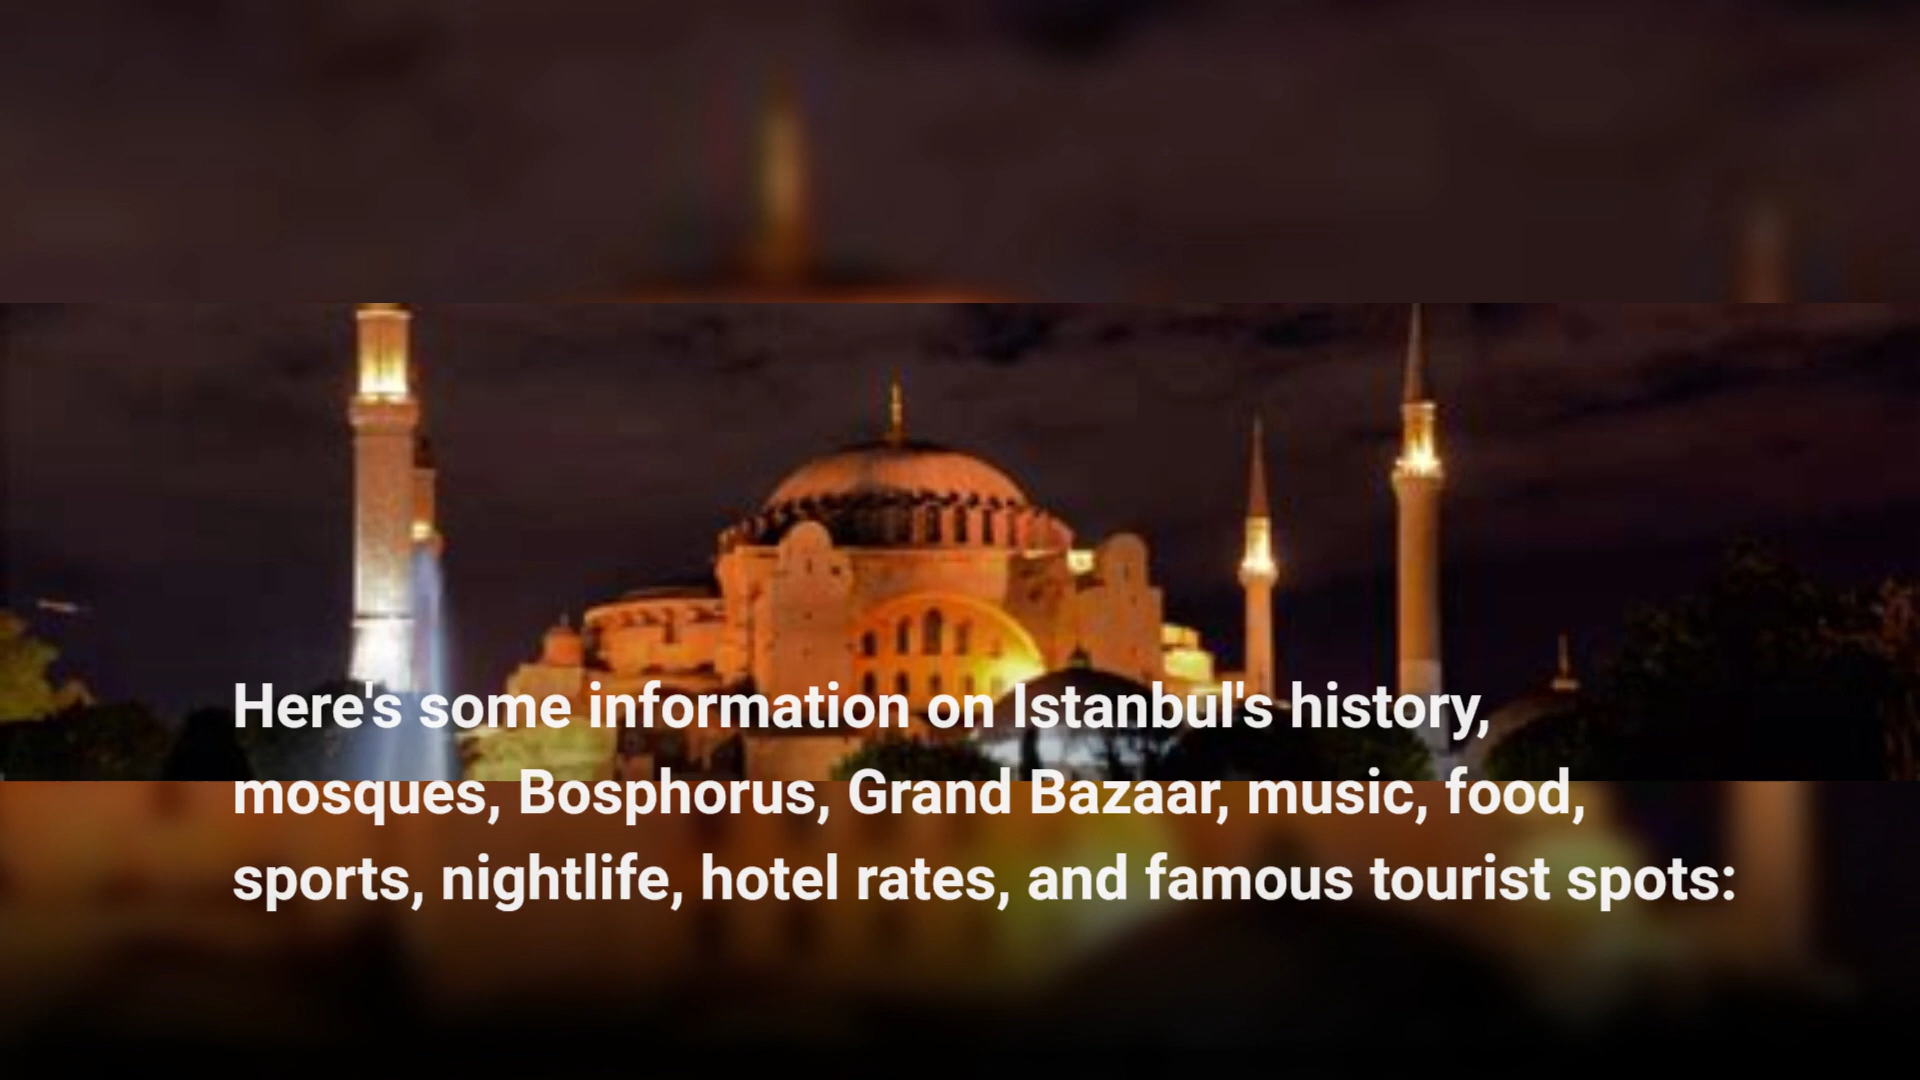 Here's some information on Istanbul's history,
mosques, Bosphorus, Grand Bazaar, music, food,
sports, nightlife, hotel rates, and famous tourist spots: